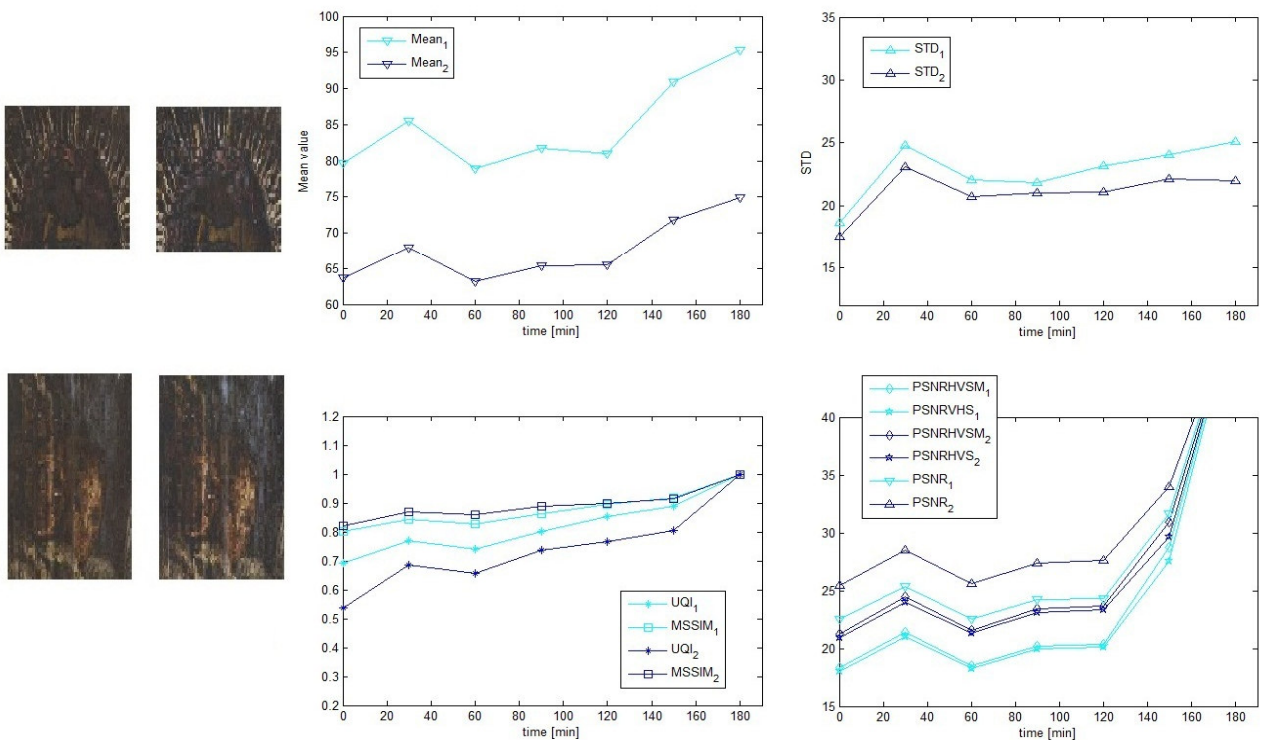 Mean₁
Mean₂
Mean value
100
95
90
85
80
75
70
65
60
0 20 40 60 80 100 120 140 160 180
time [min]
STD₁
STD₂
STD
35
30
25
20
15
0 20 40 60 80 100 120 140 160 180
time [min]
1.2
1.1
1
0.9
0.8
0.7
0.6
0.5
0.4
0.3
0.2
UQI₁
MSSIM₁
UQI₂
MSSIM₂
0 20 40 60 80 100 120 140 160 180
time [min]
PSNRHVSM₁
PSNRVHS₁
PSNRHVSM₂
PSNRHVS₂
PSNR₁
PSNR₂
40
35
30
25
20
15
0 20 40 60 80 100 120 140 160 180
time [min]